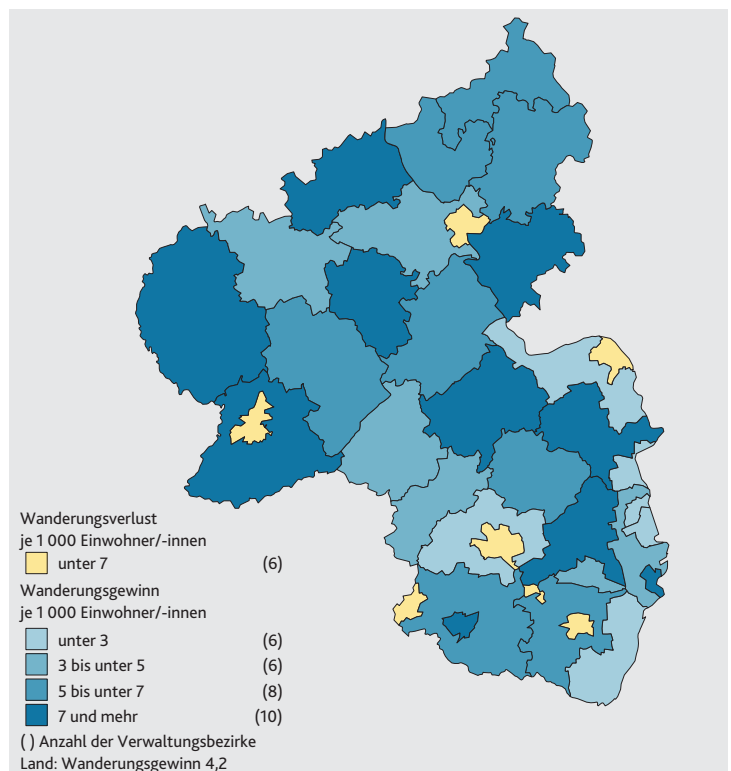 Wanderungsverlust
je 1 000 Einwohner/-innen
unter 7 (6)
Wanderungsgewinn
je 1 000 Einwohner/-innen
unter 3 (6)
3 bis unter 5 (6)
5 bis unter 7 (8)
7 und mehr (10)
( ) Anzahl der Verwaltungsbezirke
Land: Wanderungsgewinn 4,2